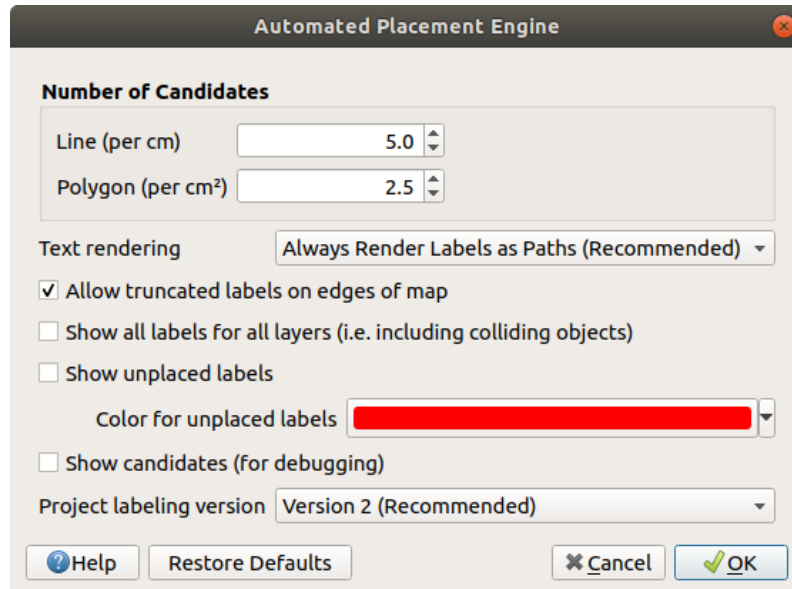 Automated Placement Engine
Number of Candidates
Line (per cm) 5.0
Polygon (per cm²) 2.5
Text rendering Always Render Labels as Paths (Recommended)
Allow truncated labels on edges of map
Show all labels for all layers (i.e. including colliding objects)
Show unplaced labels
Color for unplaced labels
Show candidates (for debugging)
Project labeling version Version 2 (Recommended)
Help Restore Defaults Cancel OK